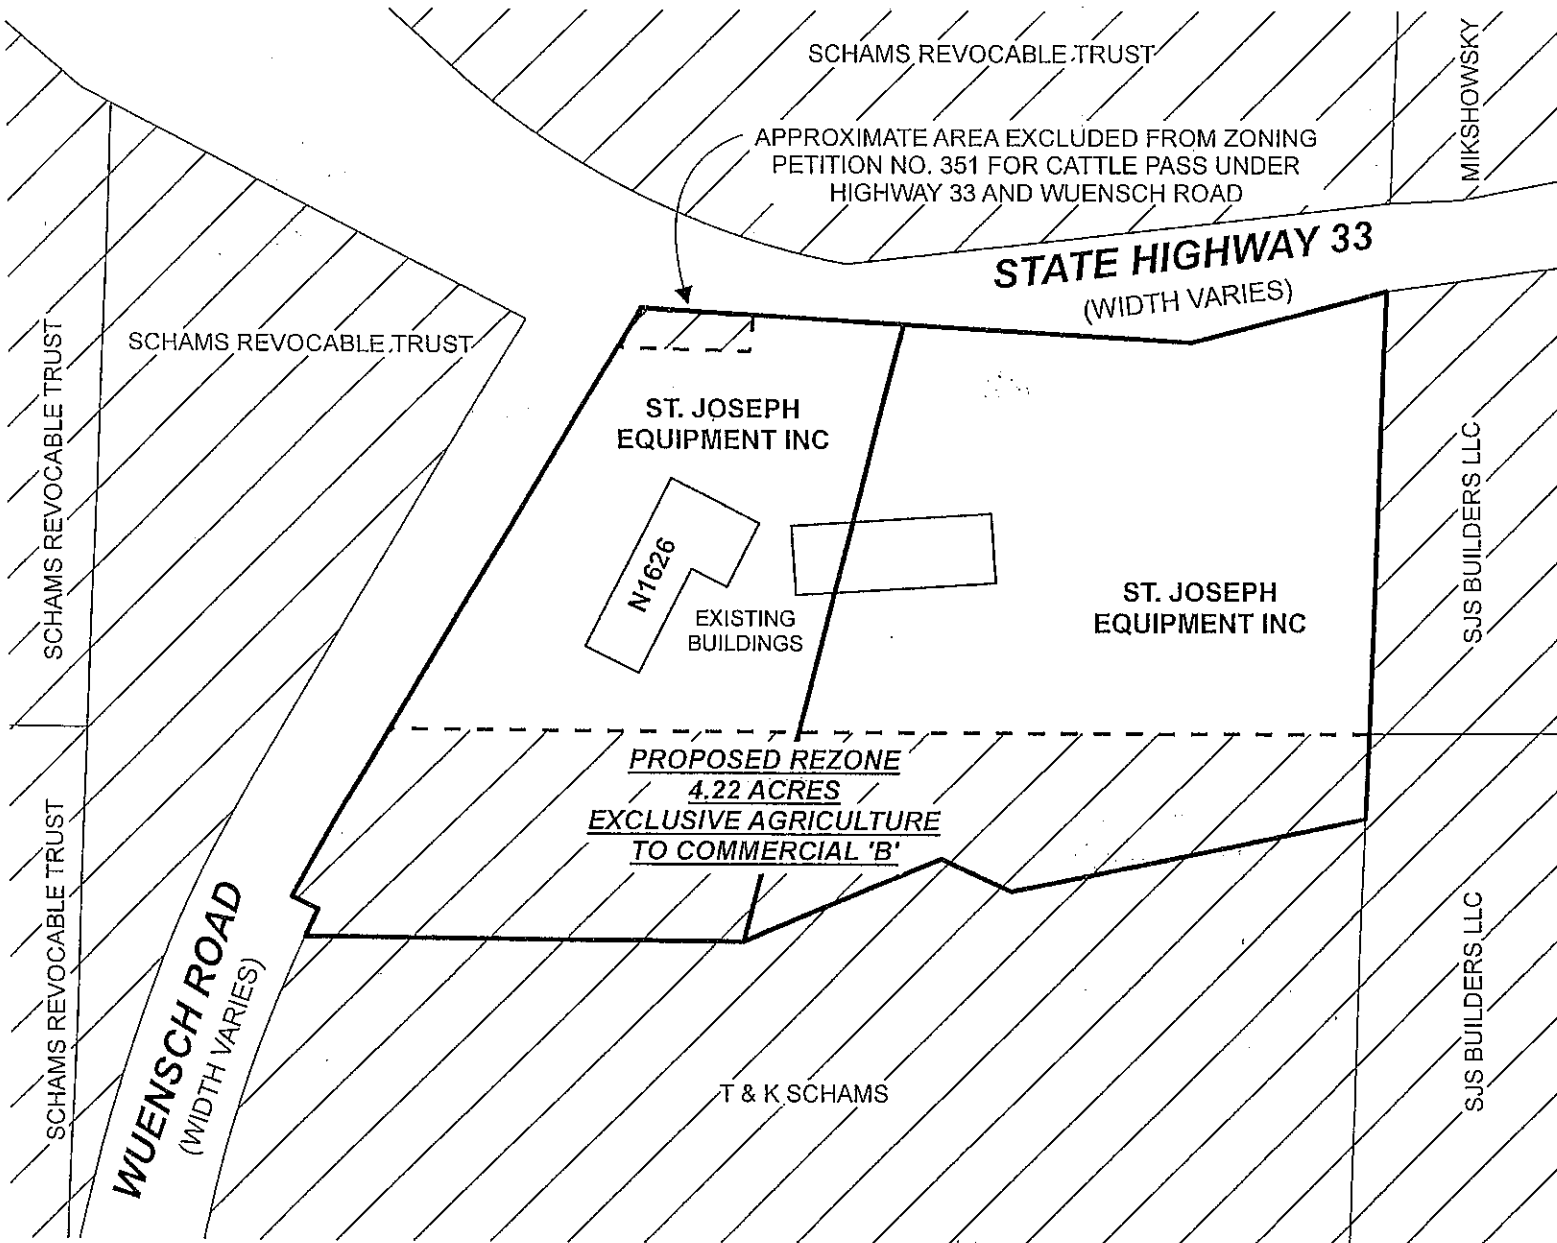 SCHAMS REVOCABLE TRUST
MIKSHOWSKY
APPROXIMATE AREA EXCLUDED FROM ZONING
PETITION NO. 351 FOR CATTLE PASS UNDER
HIGHWAY 33 AND WUENSCH ROAD
STATE HIGHWAY 33
(WIDTH VARIES)
SCHAMS REVOCABLE TRUST
SCHAMS REVOCABLE TRUST
ST. JOSEPH
EQUIPMENT INC
SJS BUILDERS LLC
N1626
EXISTING
BUILDINGS
ST. JOSEPH
EQUIPMENT INC
PROPOSED REZONE
4.22 ACRES
EXCLUSIVE AGRICULTURE
TO COMMERCIAL 'B'
SCHAMS REVOCABLE TRUST
WUENSCH ROAD
(WIDTH VARIES)
T & K SCHAMS
SJS BUILDERS LLC